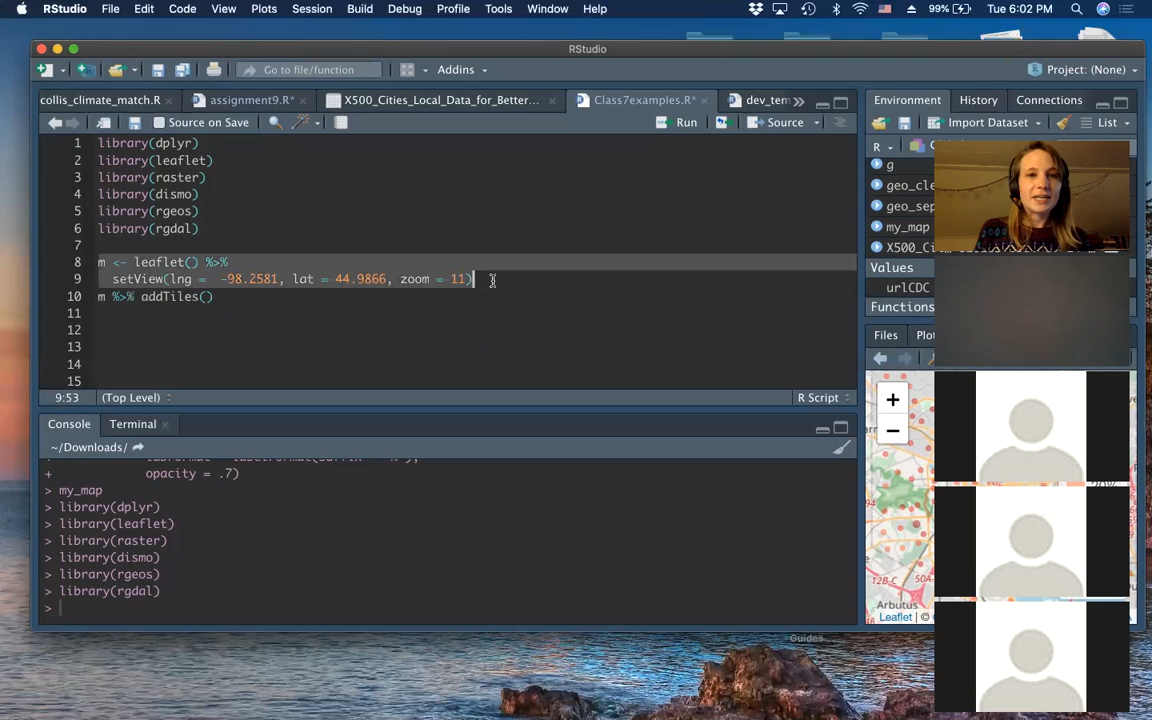 RStudio File Edit Code View Plots Session Build Debug Profile Tools Window Help 99% Tue 6:02 PM
RStudio
Go to file/function Addins Project: (None)
collis_climate_match.R assignment9.R* X500_Cities_Local_Data_for_Better... Class7examples.R* dev_ten
Environment History Connections
Source on Save Run Source Import Dataset List
R
1 library(dplyr)
2 library(leaflet)
3 library(raster)
4 library(dismo)
5 library(rgeos)
6 library(rgdal)
7
8 m <- leaflet() %>%
9 setView(lng = -98.2581, lat = 44.9866, zoom = 11)
10 m %>% addTiles()
11
12
13
14
15
9:53 (Top Level) R Script
g
geo_cle
geo_sep
my_map
X500_Ci
Values
urlCDC
Functions
Files Plot
Console Terminal
~/Downloads/
+ opacity = .7)
> my_map
> library(dplyr)
> library(leaflet)
> library(raster)
> library(dismo)
> library(rgeos)
> library(rgdal)
>
+
−
12B-C
50A-
Arbutus
Leaflet | ©
Guides